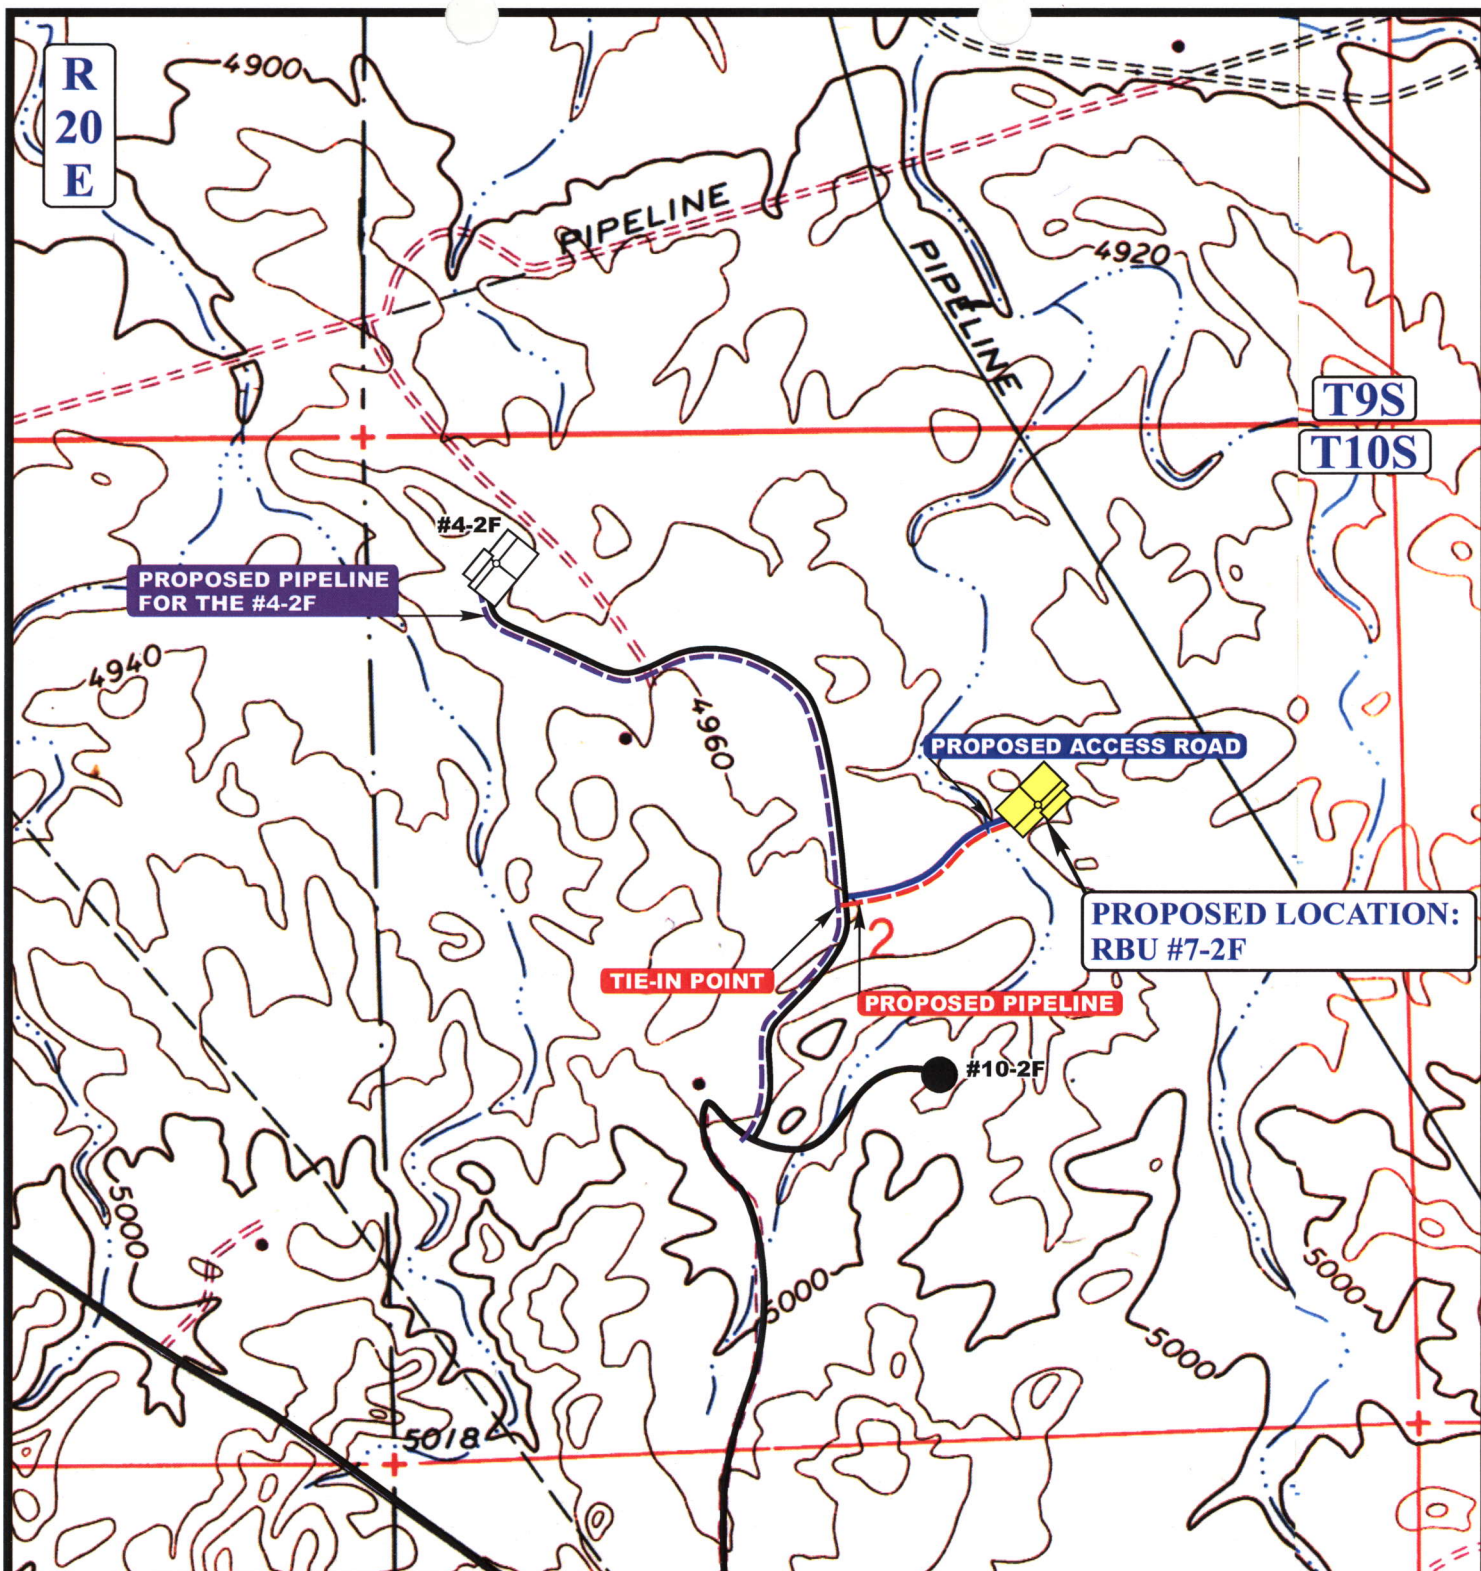 R
20
E
4900
PIPELINE
PIPELINE
4920
T9S
T10S
#4-2F
PROPOSED PIPELINE
FOR THE #4-2F
4940
4960
PROPOSED ACCESS ROAD
PROPOSED LOCATION:
RBU #7-2F
2
TIE-IN POINT
PROPOSED PIPELINE
#10-2F
5000
5000
5000
5000
5018